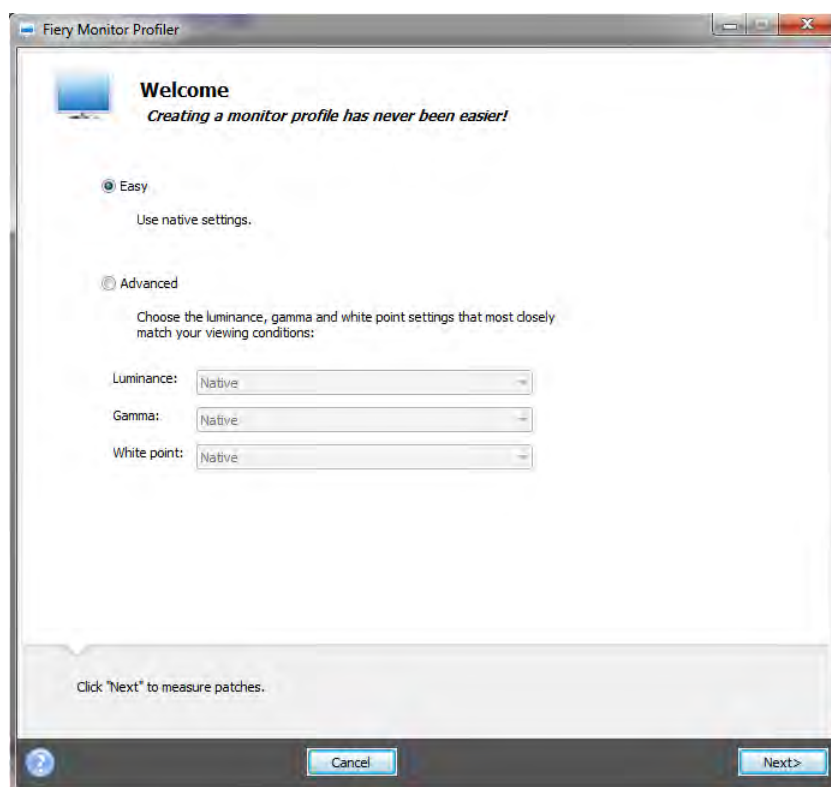 Fiery Monitor Profiler
Welcome
Creating a monitor profile has never been easier!
Easy
Use native settings.
Advanced
Choose the luminance, gamma and white point settings that most closely
match your viewing conditions:
Luminance: Native
Gamma: Native
White point: Native
Click "Next" to measure patches.
? Cancel Next>